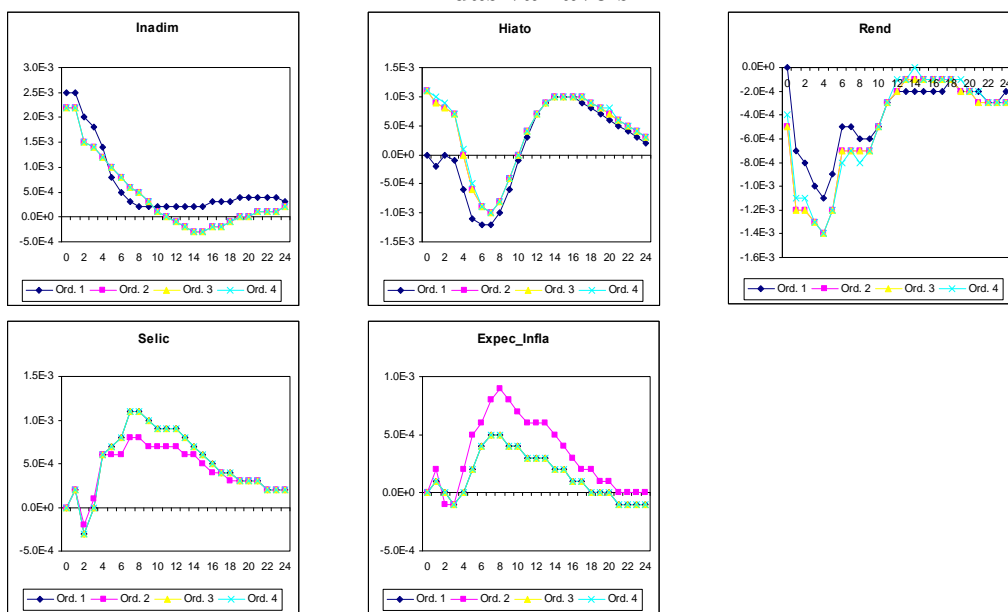 Inadim
3.0E-3
2.5E-3
2.0E-3
1.5E-3
1.0E-3
5.0E-4
0.0E+0
-5.0E-4
0 2 4 6 8 10 12 14 16 18 20 22 24
Ord. 1 Ord. 2 Ord. 3 Ord. 4
Hiato
1.5E-3
1.0E-3
5.0E-4
0.0E+0
-5.0E-4
-1.0E-3
-1.5E-3
0 2 4 6 8 10 12 14 16 18 20 22 24
Ord. 1 Ord. 2 Ord. 3 Ord. 4
Rend
0.0E+0
-2.0E-4
-4.0E-4
-6.0E-4
-8.0E-4
-1.0E-3
-1.2E-3
-1.4E-3
-1.6E-3
0 2 4 6 8 10 12 14 16 18 20 22 24
Ord. 1 Ord. 2 Ord. 3 Ord. 4
Selic
1.5E-3
1.0E-3
5.0E-4
0.0E+0
-5.0E-4
0 2 4 6 8 10 12 14 16 18 20 22 24
Ord. 1 Ord. 2 Ord. 3 Ord. 4
Expec_Infla
1.0E-3
5.0E-4
0.0E+0
-5.0E-4
0 2 4 6 8 10 12 14 16 18 20 22 24
Ord. 1 Ord. 2 Ord. 3 Ord. 4